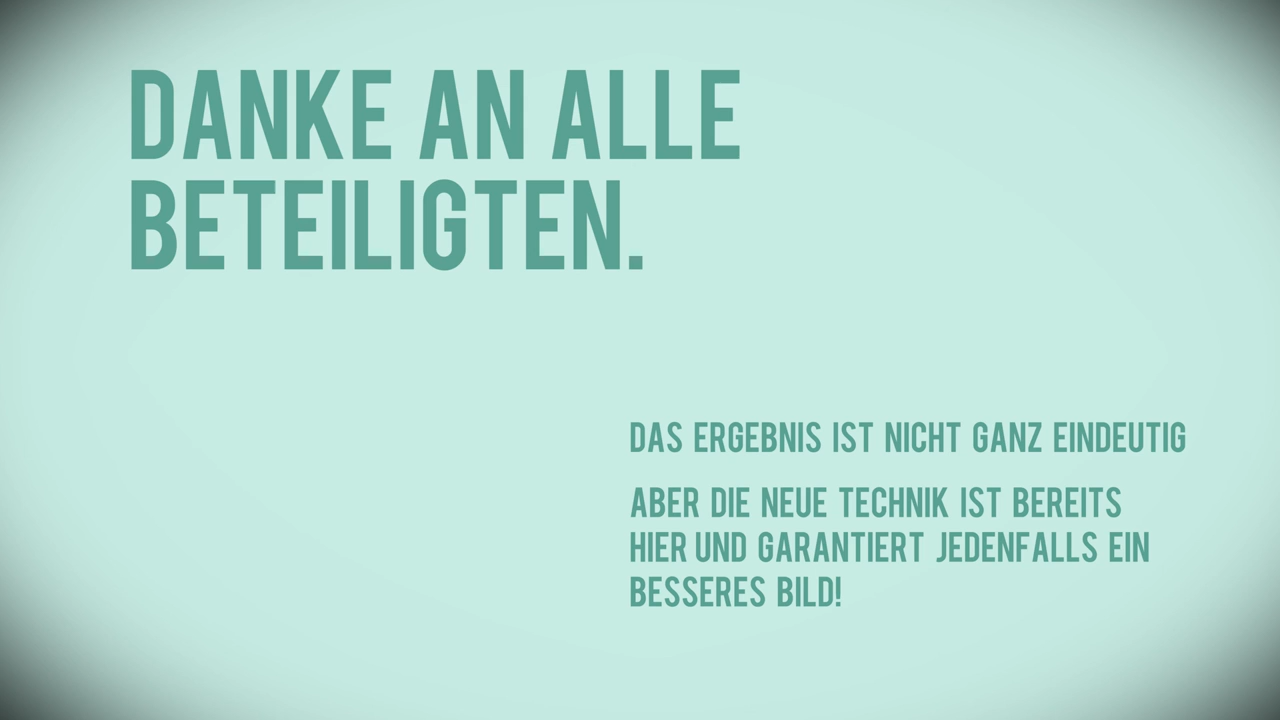 DANKE AN ALLE
BETEILIGTEN.
DAS ERGEBNIS IST NICHT GANZ EINDEUTIG
ABER DIE NEUE TECHNIK IST BEREITS
HIER UND GARANTIERT JEDENFALLS EIN
BESSERES BILD!